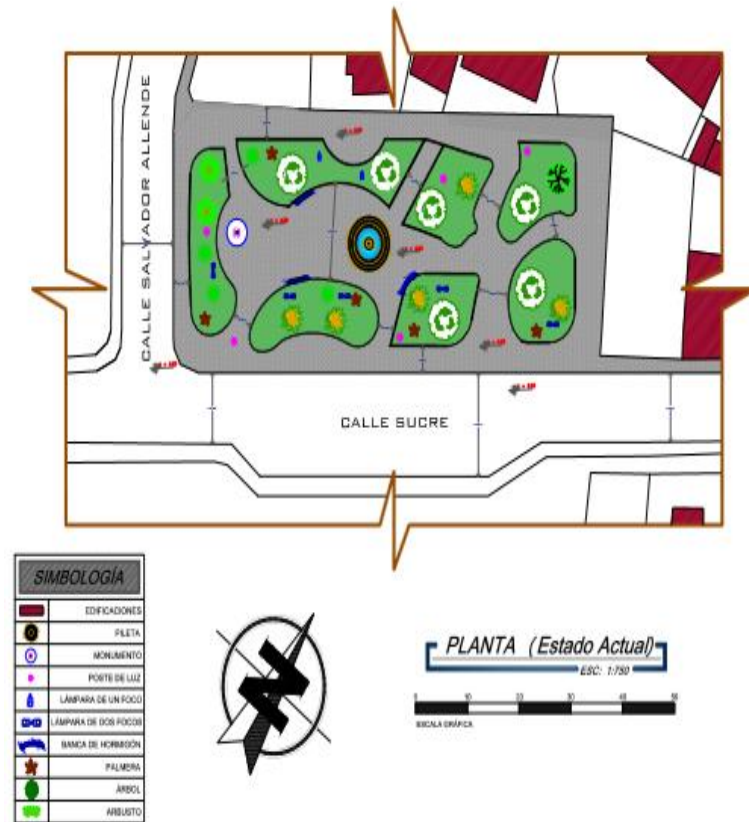 CALLE SALVADOR ALLENDE
CALLE SUCRE
SIMBOLOGÍA
EDIFICACIONES
PILETA
MONUMENTO
POSTE DE LUZ
LÁMPARA DE UN FOCO
LÁMPARA DE DOS FOCOS
BANCA DE HORMIGÓN
PALMERA
ÁRBOL
ARBUSTO
N
PLANTA (Estado Actual)
ESC: 1:750
0 10 20 30 40 50
ESCALA GRÁFICA